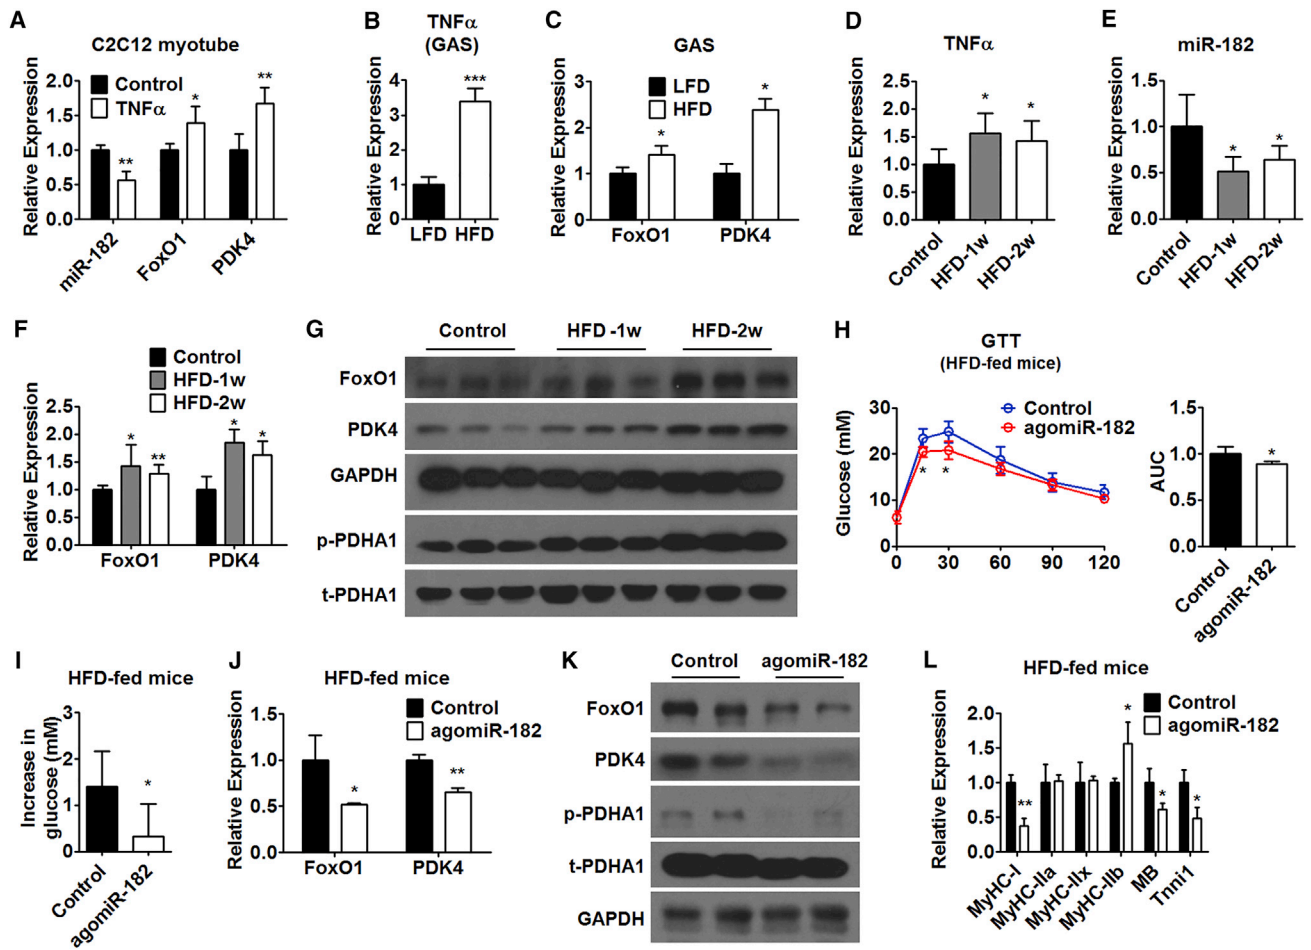 A
C2C12 myotube
Relative Expression
2.0
1.5
1.0
0.5
0.0
Control
TNFα
**
*
**
miR-182
FoxO1
PDK4
B
TNFα
(GAS)
Relative Expression
4
3
2
1
0
***
LFD HFD
C
GAS
Relative Expression
3
2
1
0
LFD
HFD
*
*
FoxO1
PDK4
D
TNFα
Relative Expression
2.5
2.0
1.5
1.0
0.5
0.0
*
*
Control
HFD-1w
HFD-2w
E
miR-182
Relative Expression
1.5
1.0
0.5
0.0
*
*
Control
HFD-1w
HFD-2w
F
Control
HFD-1w
HFD-2w
Relative Expression
2.5
2.0
1.5
1.0
0.5
0.0
*
**
*
*
FoxO1
PDK4
G
Control
HFD -1w
HFD-2w
FoxO1
PDK4
GAPDH
p-PDHA1
t-PDHA1
H
GTT
(HFD-fed mice)
Control
agomiR-182
Glucose (mM)
30
20
10
0
* *
0 30 60 90 120
AUC
1.5
1.0
0.5
0.0
*
Control
agomiR-182
I
HFD-fed mice
Increase in
glucose (mM)
3
2
1
0
*
Control
agomiR-182
J
HFD-fed mice
Control
agomiR-182
Relative Expression
1.5
1.0
0.5
0.0
*
**
FoxO1
PDK4
K
Control
agomiR-182
FoxO1
PDK4
p-PDHA1
t-PDHA1
GAPDH
L
HFD-fed mice
Control
agomiR-182
Relative Expression
2.0
1.5
1.0
0.5
0.0
**
*
*
*
MyHC-I
MyHC-IIa
MyHC-IIx
MyHC-IIb
MB
Tnni1